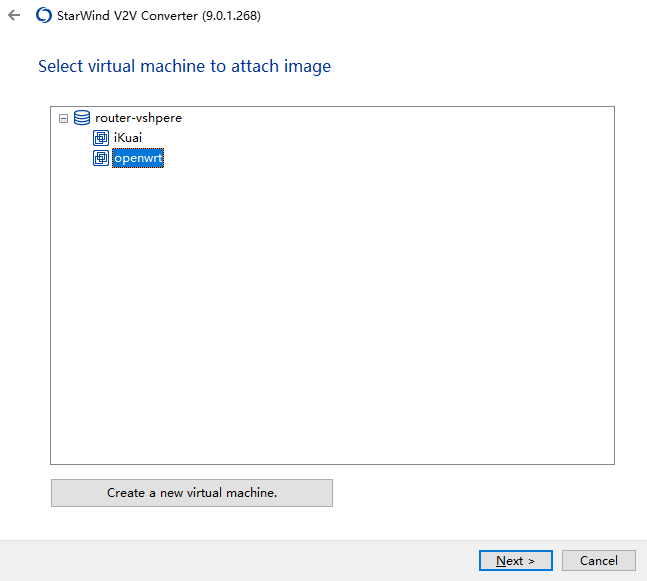 StarWind V2V Converter (9.0.1.268)
Select virtual machine to attach image
router-vshpere
iKuai
openwrt
Create a new virtual machine.
Next >
Cancel